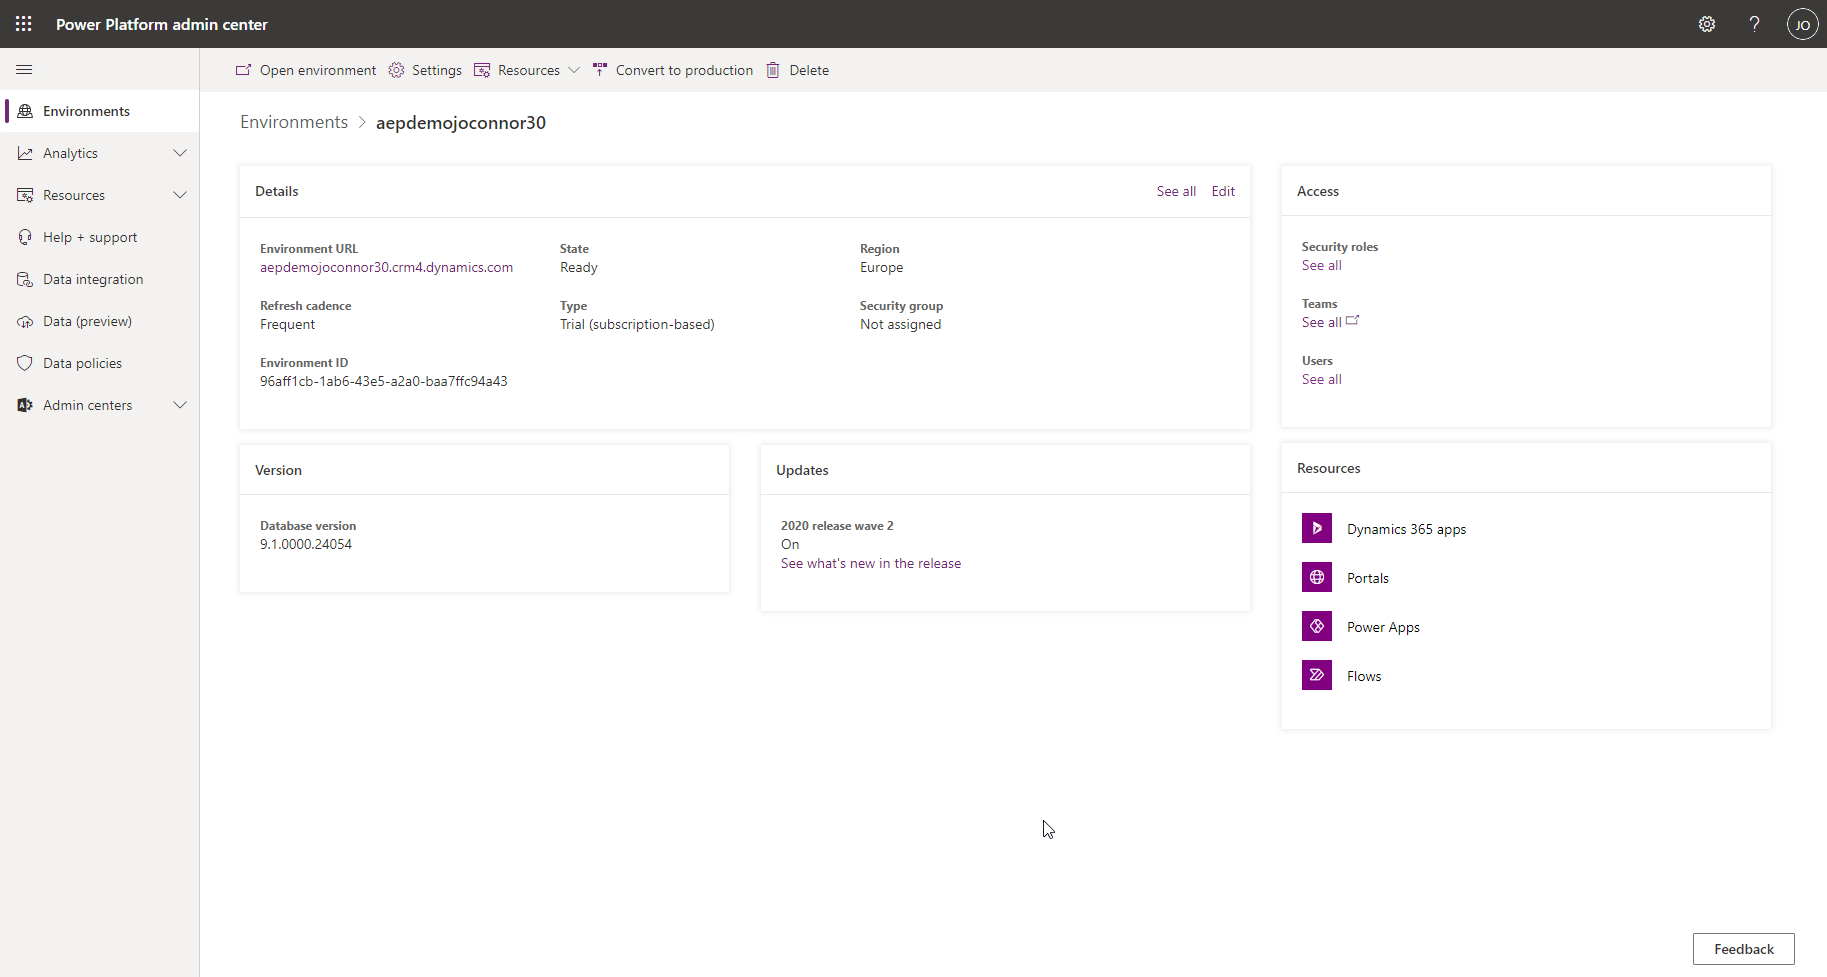 Power Platform admin center
?
JO
Open environment
Settings
Resources
Convert to production
Delete
Environments
Analytics
Resources
Help + support
Data integration
Data (preview)
Data policies
Admin centers
Environments > aepdemojoconnor30
Details
See all
Edit
Environment URL
aepdemojoconnor30.crm4.dynamics.com
State
Ready
Region
Europe
Refresh cadence
Frequent
Type
Trial (subscription-based)
Security group
Not assigned
Environment ID
96aff1cb-1ab6-43e5-a2a0-baa7ffc94a43
Access
Security roles
See all
Teams
See all
Users
See all
Version
Database version
9.1.0000.24054
Updates
2020 release wave 2
On
See what's new in the release
Resources
Dynamics 365 apps
Portals
Power Apps
Flows
Feedback